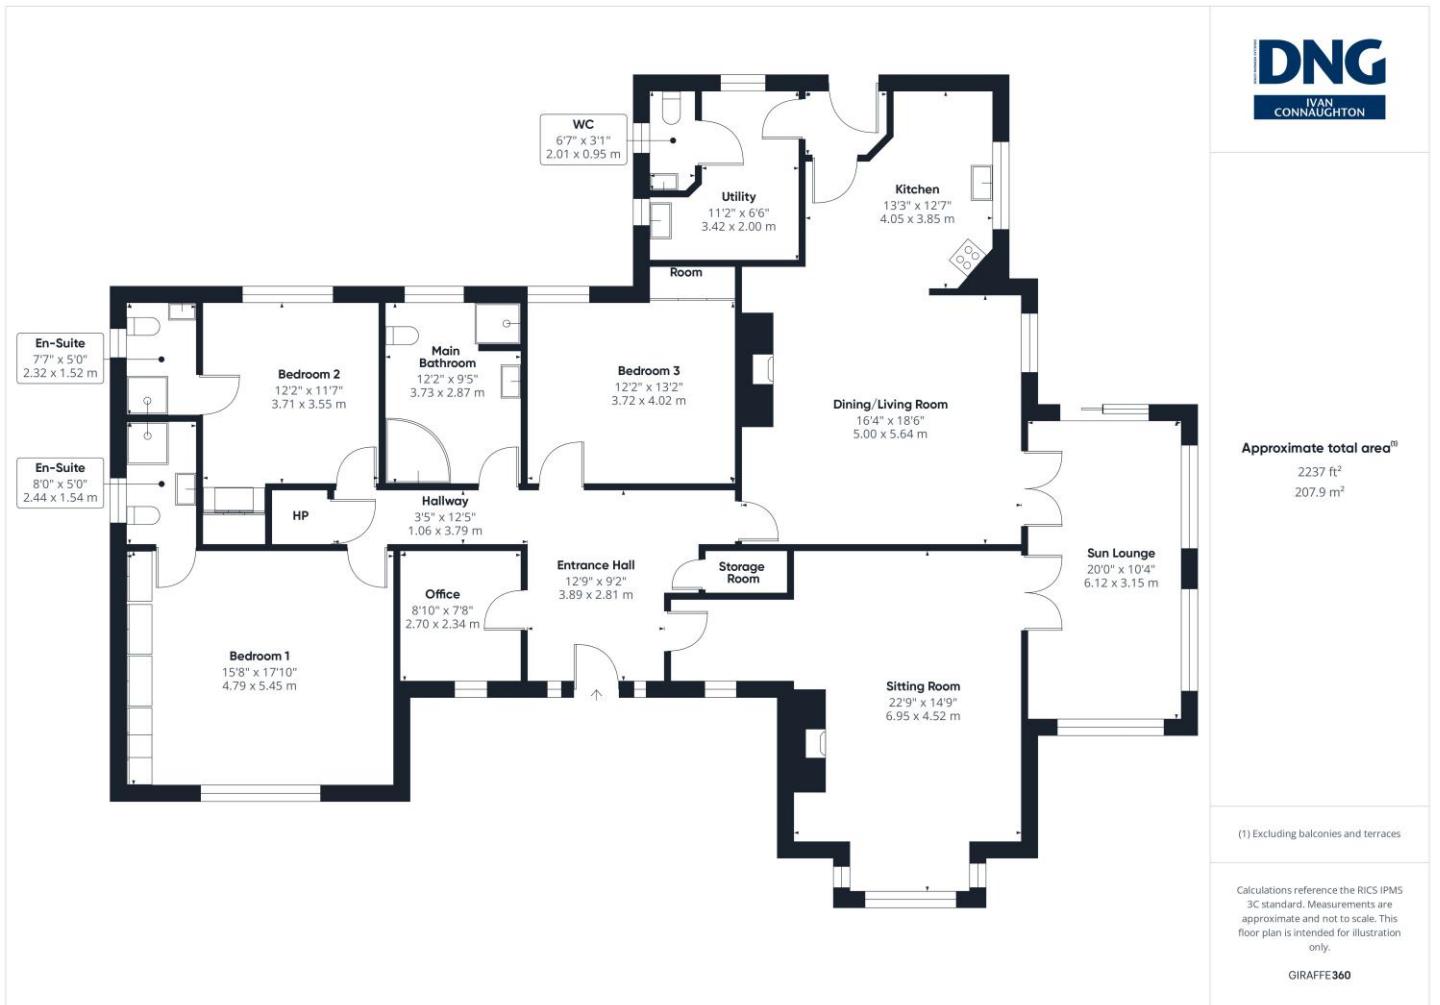 WC
6'7" x 3'1"
2.01 x 0.95 m
Utility
11'2" x 6'6"
3.42 x 2.00 m
Kitchen
13'3" x 12'7"
4.05 x 3.85 m
Room
En-Suite
7'7" x 5'0"
2.32 x 1.52 m
Bedroom 2
12'2" x 11'7"
3.71 x 3.55 m
Main
Bathroom
12'2" x 9'5"
3.73 x 2.87 m
Bedroom 3
12'2" x 13'2"
3.72 x 4.02 m
Dining/Living Room
16'4" x 18'6"
5.00 x 5.64 m
En-Suite
8'0" x 5'0"
2.44 x 1.54 m
HP
Hallway
3'5" x 12'5"
1.06 x 3.79 m
Entrance Hall
12'9" x 9'2"
3.89 x 2.81 m
Storage
Room
Sun Lounge
20'0" x 10'4"
6.12 x 3.15 m
Office
8'10" x 7'8"
2.70 x 2.34 m
Bedroom 1
15'8" x 17'10"
4.79 x 5.45 m
Sitting Room
22'9" x 14'9"
6.95 x 4.52 m
DNG
IVAN
CONNAUGHTON
Approximate total area⁽¹⁾
2237 ft²
207.9 m²
(1) Excluding balconies and terraces
Calculations reference the RICS IPMS
3C standard. Measurements are
approximate and not to scale. This
floor plan is intended for illustration
only.
GIRAFFE360